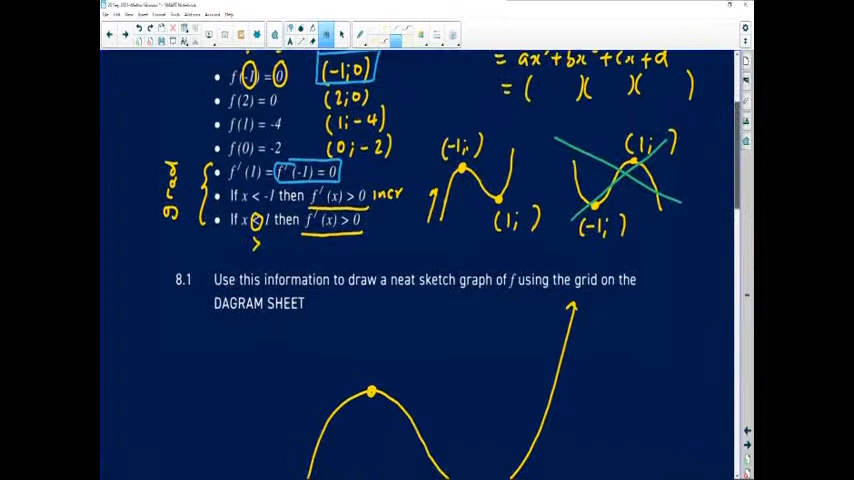 = ax³ + bx² + cx + d
f(-1) = 0 (-1; 0) = ( )( )( )
f(2) = 0 (2; 0)
f(1) = -4 (1; -4)
f(0) = -2 (0; -2) (-1; ) (1; )
f′(1) = f′(-1) = 0
grad If x < -1 then f′(x) > 0 incr
If x < 1 then f′(x) > 0 (1; ) (-1; )
>
8.1 Use this information to draw a neat sketch graph of f using the grid on the
DAGRAM SHEET